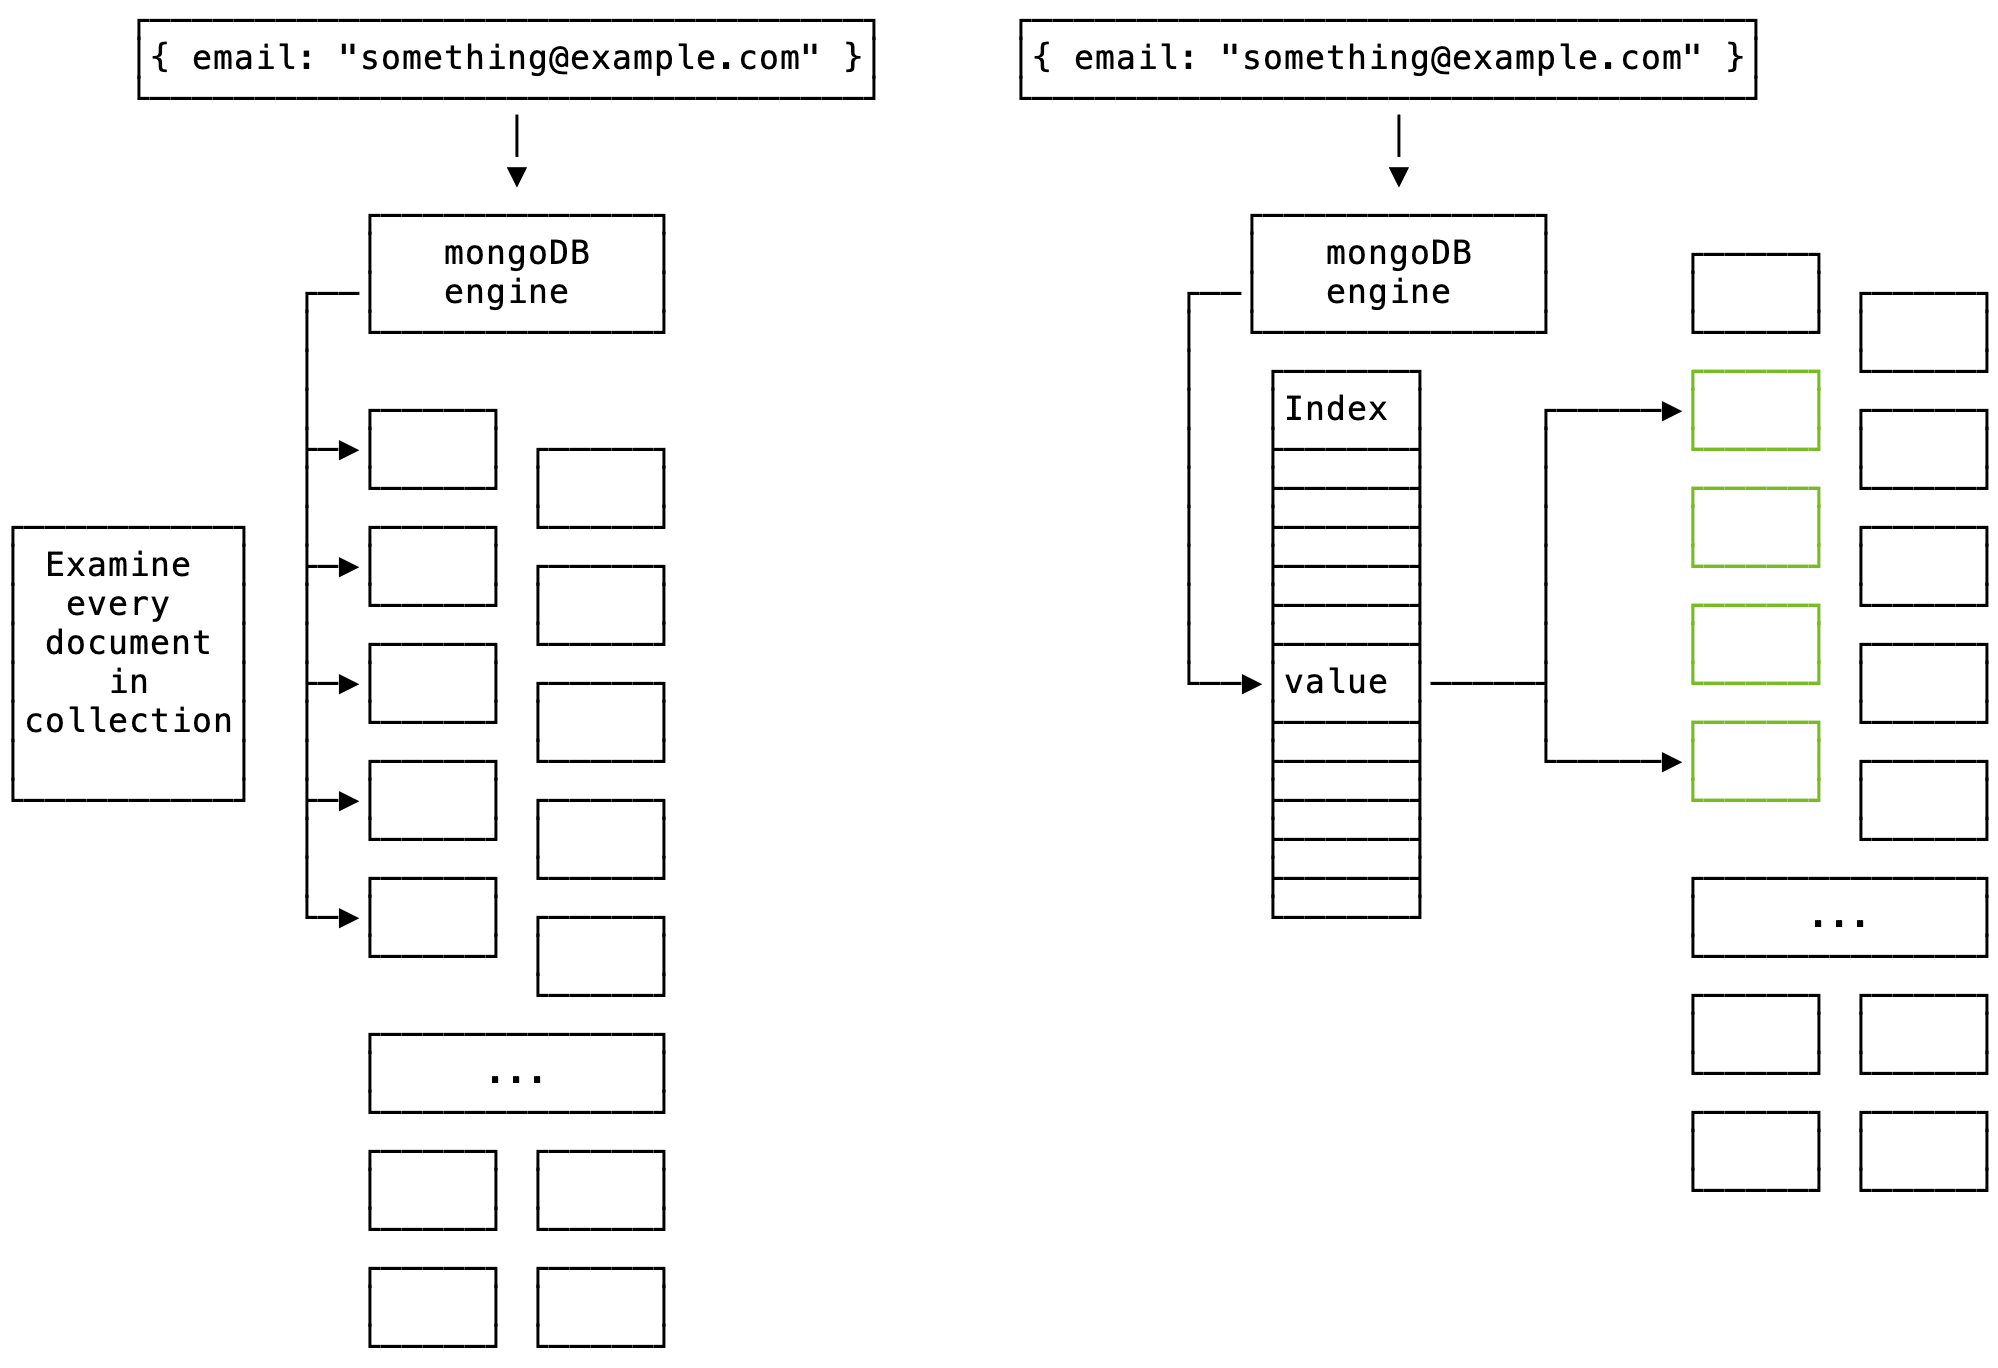 { email: "something@example.com" }
mongoDB
engine
Examine
every
document
in
collection
...
{ email: "something@example.com" }
mongoDB
engine
Index
value
...